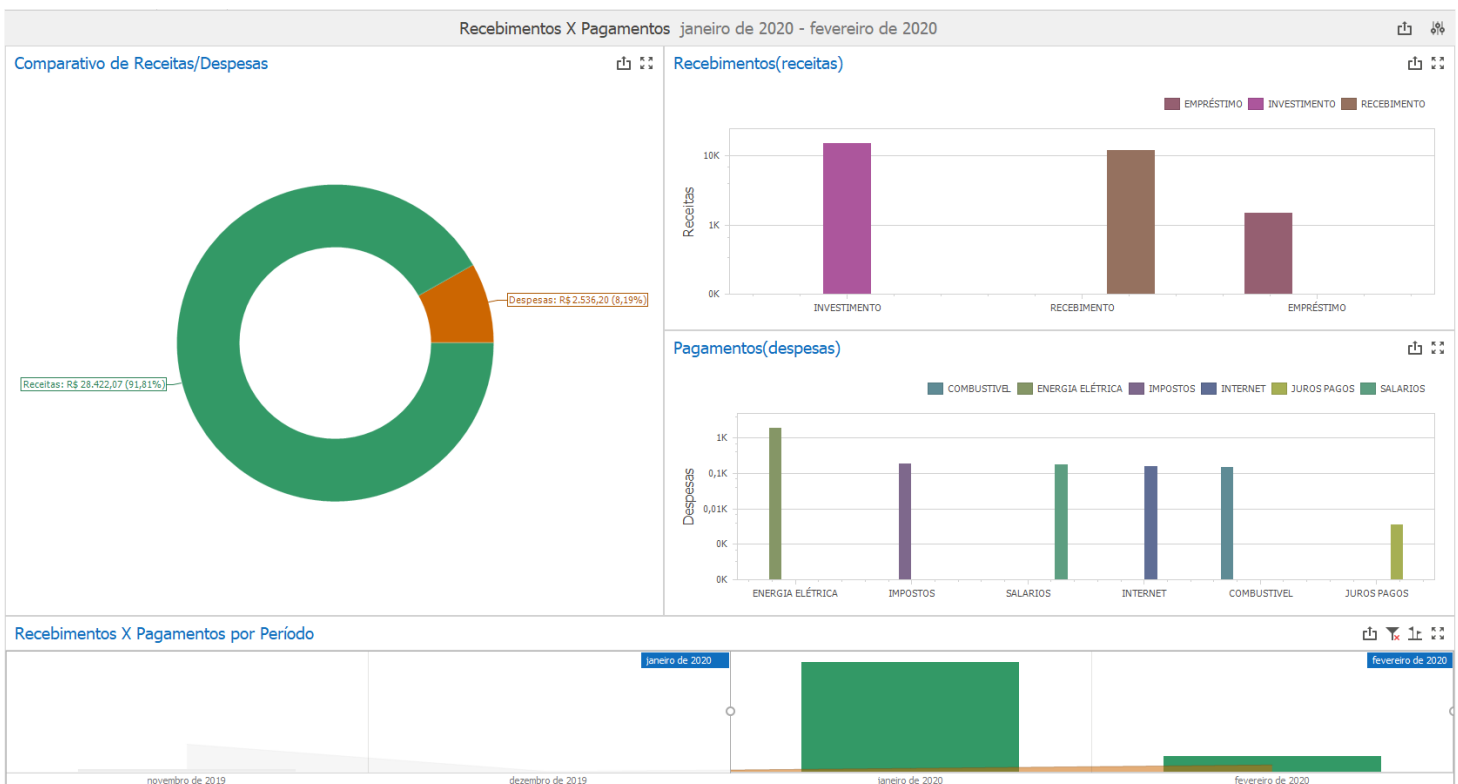 Recebimentos X Pagamentos janeiro de 2020 - fevereiro de 2020
Comparativo de Receitas/Despesas
Despesas: R$ 2.536,20 (8,19%)
Receitas: R$ 28.422,07 (91,81%)
Recebimentos(receitas)
EMPRÉSTIMO INVESTIMENTO RECEBIMENTO
Receitas
10K
1K
0K
INVESTIMENTO RECEBIMENTO EMPRÉSTIMO
Pagamentos(despesas)
COMBUSTIVEL ENERGIA ELÉTRICA IMPOSTOS INTERNET JUROS PAGOS SALARIOS
Despesas
1K
0,1K
0,01K
0K
0K
ENERGIA ELÉTRICA IMPOSTOS SALARIOS INTERNET COMBUSTIVEL JUROS PAGOS
Recebimentos X Pagamentos por Período
janeiro de 2020 fevereiro de 2020
novembro de 2019 dezembro de 2019 janeiro de 2020 fevereiro de 2020